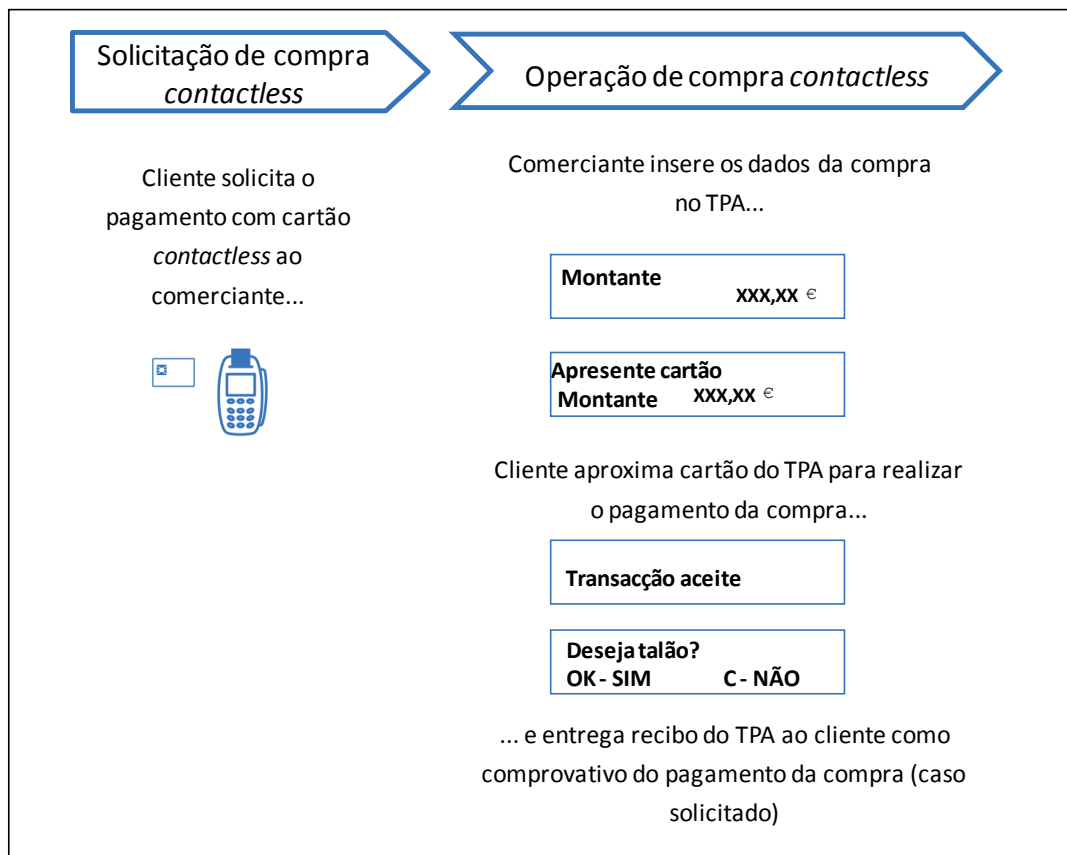 Solicitação de compra
contactless
Operação de compra contactless
Cliente solicita o
pagamento com cartão
contactless ao
comerciante...
Comerciante insere os dados da compra
no TPA...
Montante
XXX,XX €
Apresente cartão
Montante XXX,XX €
Cliente aproxima cartão do TPA para realizar
o pagamento da compra...
Transacção aceite
Deseja talão?
OK - SIM C - NÃO
... e entrega recibo do TPA ao cliente como
comprovativo do pagamento da compra (caso
solicitado)